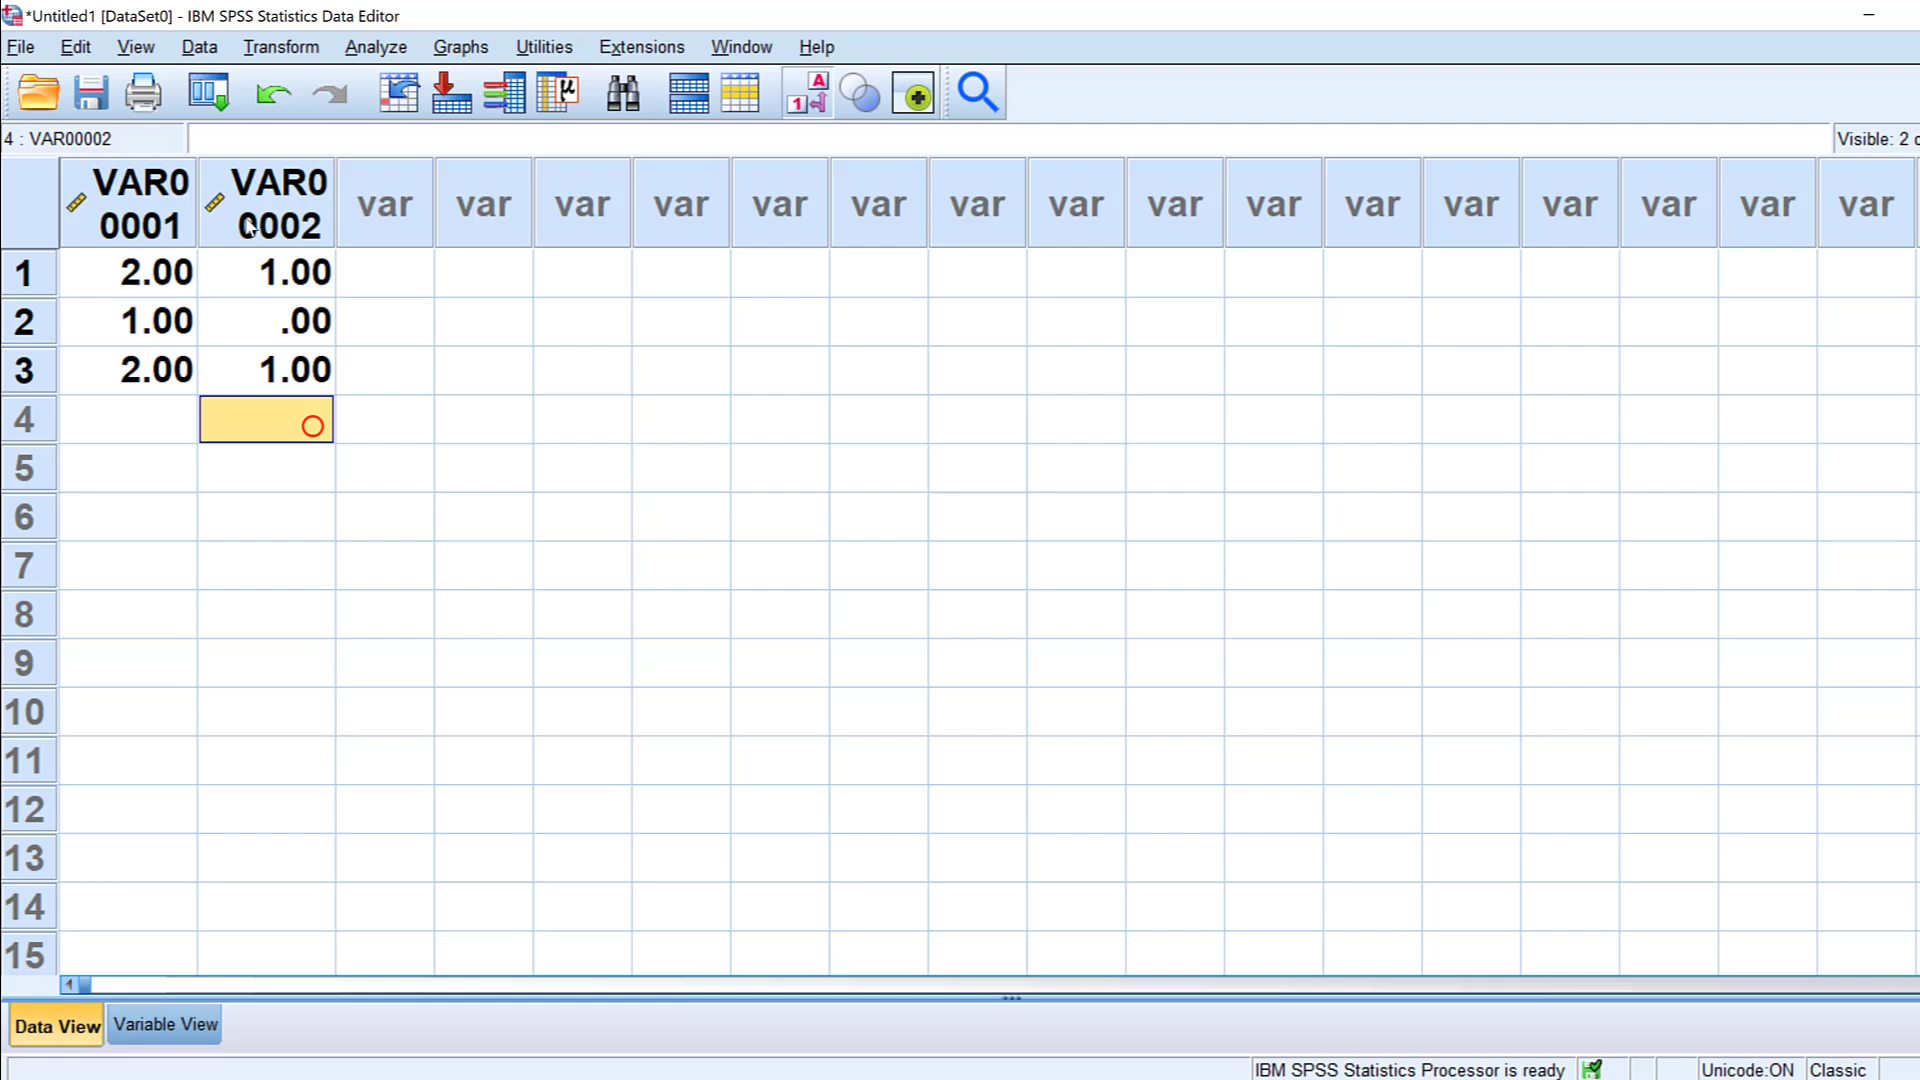 *Untitled1 [DataSet0] - IBM SPSS Statistics Data Editor
File Edit View Data Transform Analyze Graphs Utilities Extensions Window Help
A
1
µ
4 : VAR00002
Visible: 2 o
VAR0
0001
VAR0
0002
var var var var var var var var var var var var var var var var
1 2.00 1.00
2 1.00 .00
3 2.00 1.00
4
5
6
7
8
9
10
11
12
13
14
15
Data View Variable View
IBM SPSS Statistics Processor is ready Unicode:ON Classic